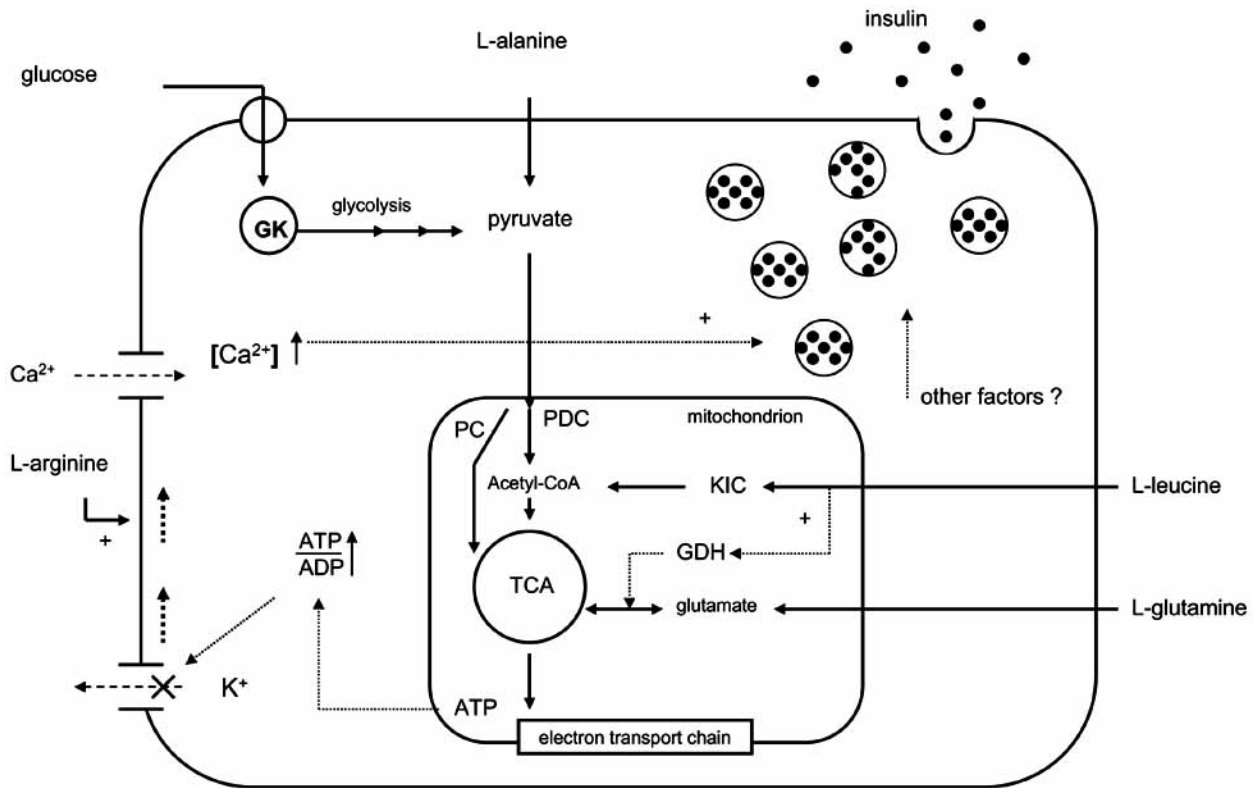 insulin
L-alanine
glucose
glycolysis
GK
pyruvate
+
[Ca²⁺]
Ca²⁺
other factors ?
PC
PDC
mitochondrion
L-arginine
Acetyl-CoA
KIC
L-leucine
+
+
ATP
ADP
GDH
TCA
glutamate
L-glutamine
K⁺
ATP
electron transport chain